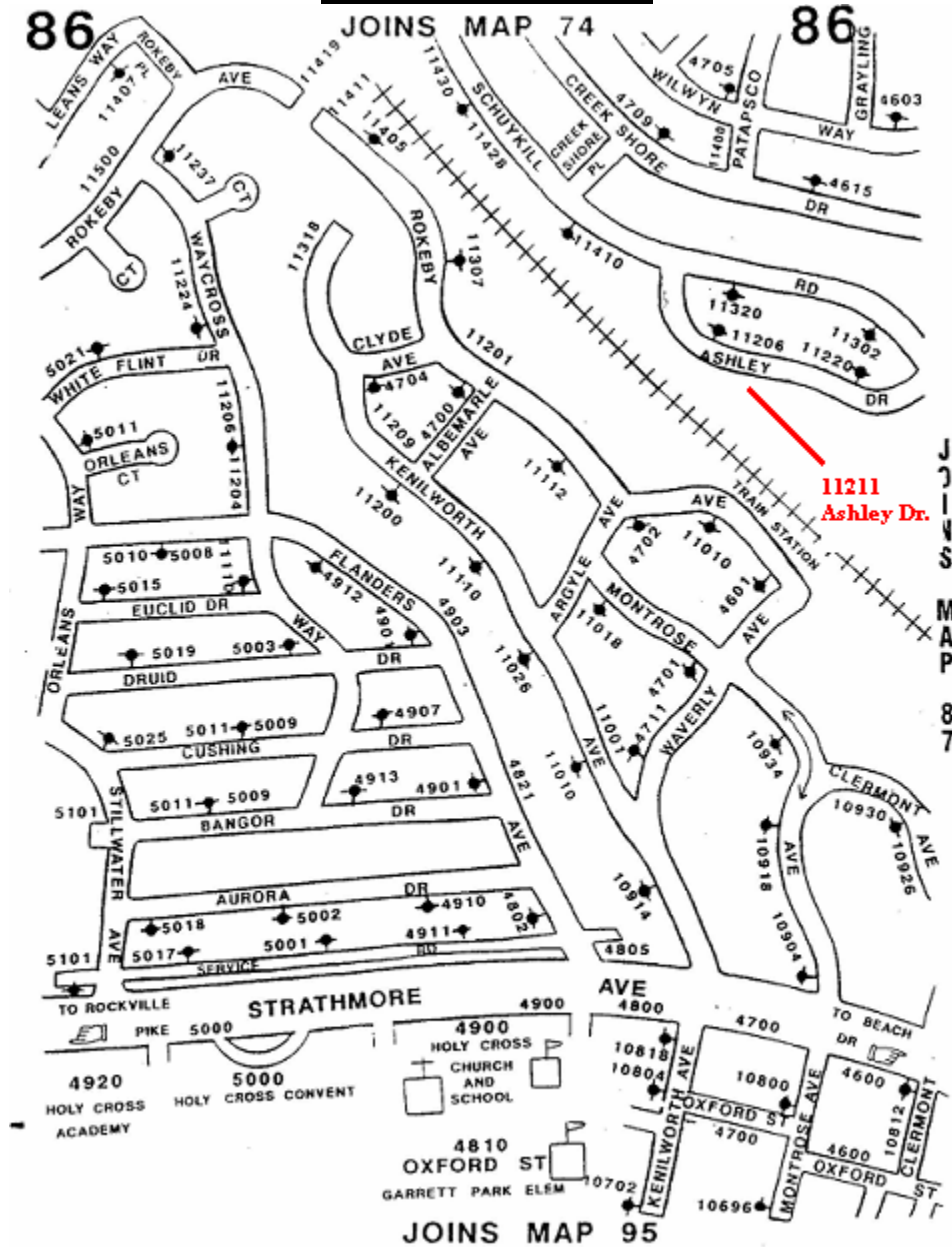 86
JOINS MAP 74
86
LEANS WAY
ROKEBY
PL
11407
AVE
11419
11411
11405
11430
SCHUYKILL
11428
CREEK SHORE
CREEK SHORE PL
4709
WILWYN
4705
PATAPSCO
11400
GRAYLING
4603
WAY
4615
DR
11500
ROKEBY
11237
CT
CT
WAYCROSS
11224
11318
ROKEBY
11307
11410
RD
11320
11302
11206
11220
ASHLEY
DR
5021
WHITE FLINT DR
CLYDE
AVE
11201
4704
4700
11209
ALBEMARLE
AVE
11206
11204
5011
ORLEANS
CT
WAY
KENILWORTH
11200
11112
11211
Ashley Dr.
AVE
AVE
TRAIN STATION
JOINS MAP 87
5010
5008
11110
5015
EUCLID DR
FLANDERS
4912
4901
4903
11110
ARGYLE
4702
11010
4601
MONTROSE
11018
AVE
ORLEANS
5019
5003
WAY
DRUID
DR
11026
4701
4711
WAVERLY
11001
4907
5025
5011
5009
CUSHING
DR
AVE
11010
10934
CLERMONT
AVE
10930
10926
5101
STILLWATER
AVE
5011
5009
4913
4901
4821
BANGOR
DR
AVE
10918
AVE
AURORA
DR
4910
4802
10914
10904
5018
5002
5017
5001
4911
4805
5101
SERVICE
RD
TO ROCKVILLE
PIKE
5000
STRATHMORE
AVE
4900
4800
4700
TO BEACH
DR
4600
4920
HOLY CROSS
ACADEMY
5000
HOLY CROSS CONVENT
4900
HOLY CROSS
CHURCH
AND
SCHOOL
10818
10804
KENILWORTH AVE
10800
OXFORD ST
4700
MONTROSE AVE
10812
CLERMONT
4600
OXFORD
ST
4810
OXFORD ST
GARRETT PARK ELEM
10702
10696
JOINS MAP 95